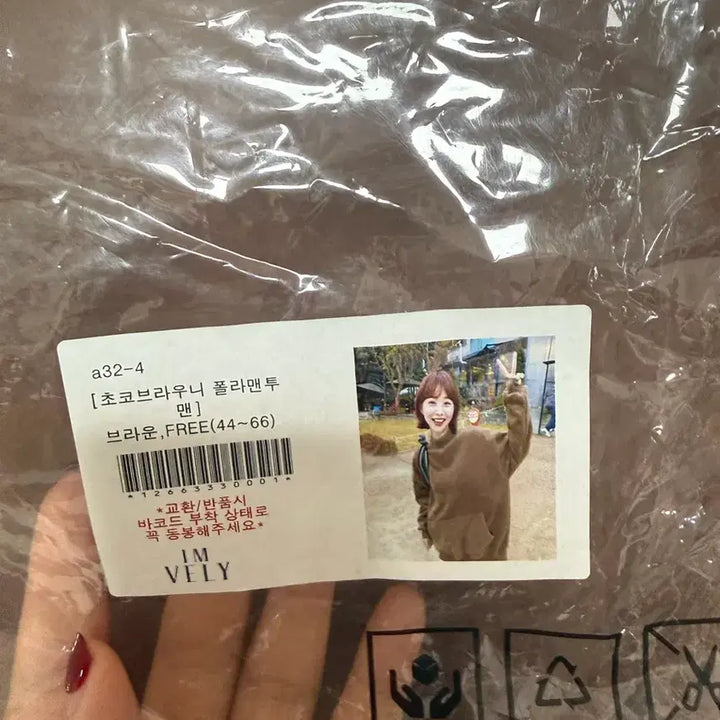 a32-4
[초코브라우니 폴라맨투
맨]
브라운,FREE(44~66)
*12663330001*
*교환/반품시
바코드 부착 상태로
꼭 동봉해주세요*
IM
VELY